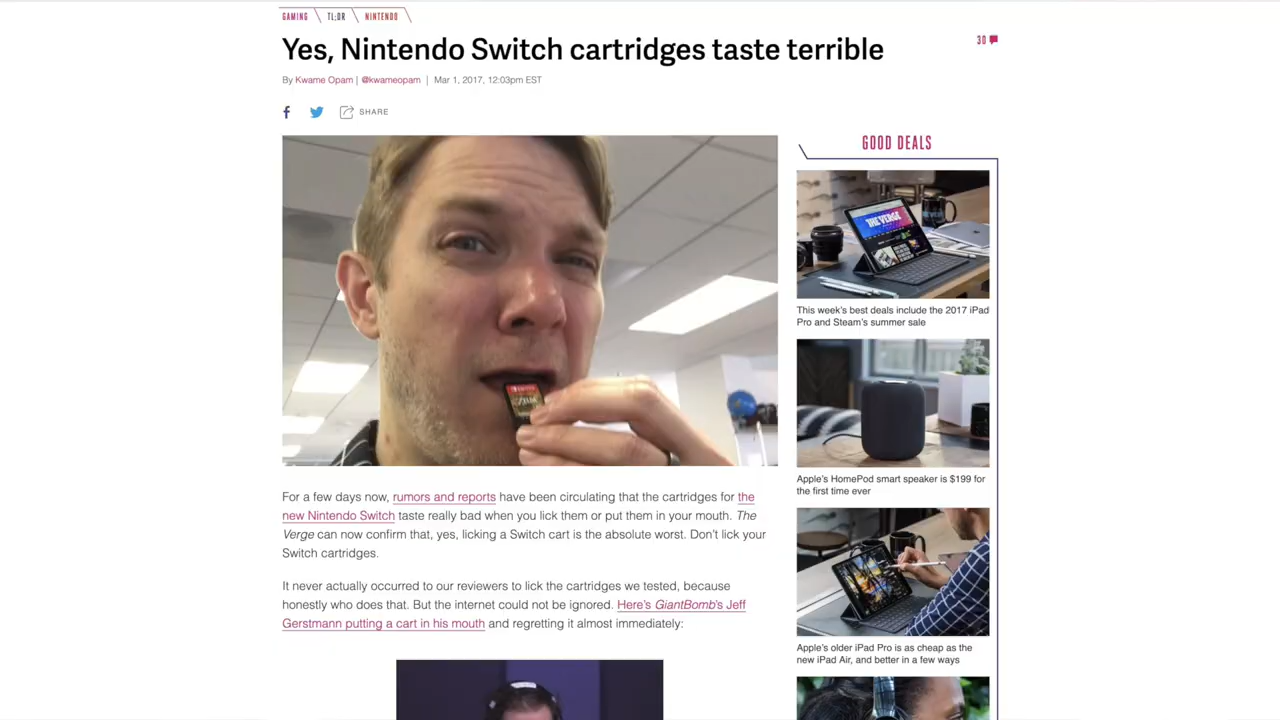 GAMING TL;DR NINTENDO
Yes, Nintendo Switch cartridges taste terrible
30
By Kwame Opam | @kwameopam | Mar 1, 2017, 12:03pm EST
SHARE
For a few days now, rumors and reports have been circulating that the cartridges for the
new Nintendo Switch taste really bad when you lick them or put them in your mouth. The
Verge can now confirm that, yes, licking a Switch cart is the absolute worst. Don't lick your
Switch cartridges.
It never actually occurred to our reviewers to lick the cartridges we tested, because
honestly who does that. But the internet could not be ignored. Here's GiantBomb's Jeff
Gerstmann putting a cart in his mouth and regretting it almost immediately:
GOOD DEALS
THE VERGE
This week's best deals include the 2017 iPad
Pro and Steam's summer sale
Apple's HomePod smart speaker is $199 for
the first time ever
Apple's older iPad Pro is as cheap as the
new iPad Air, and better in a few ways